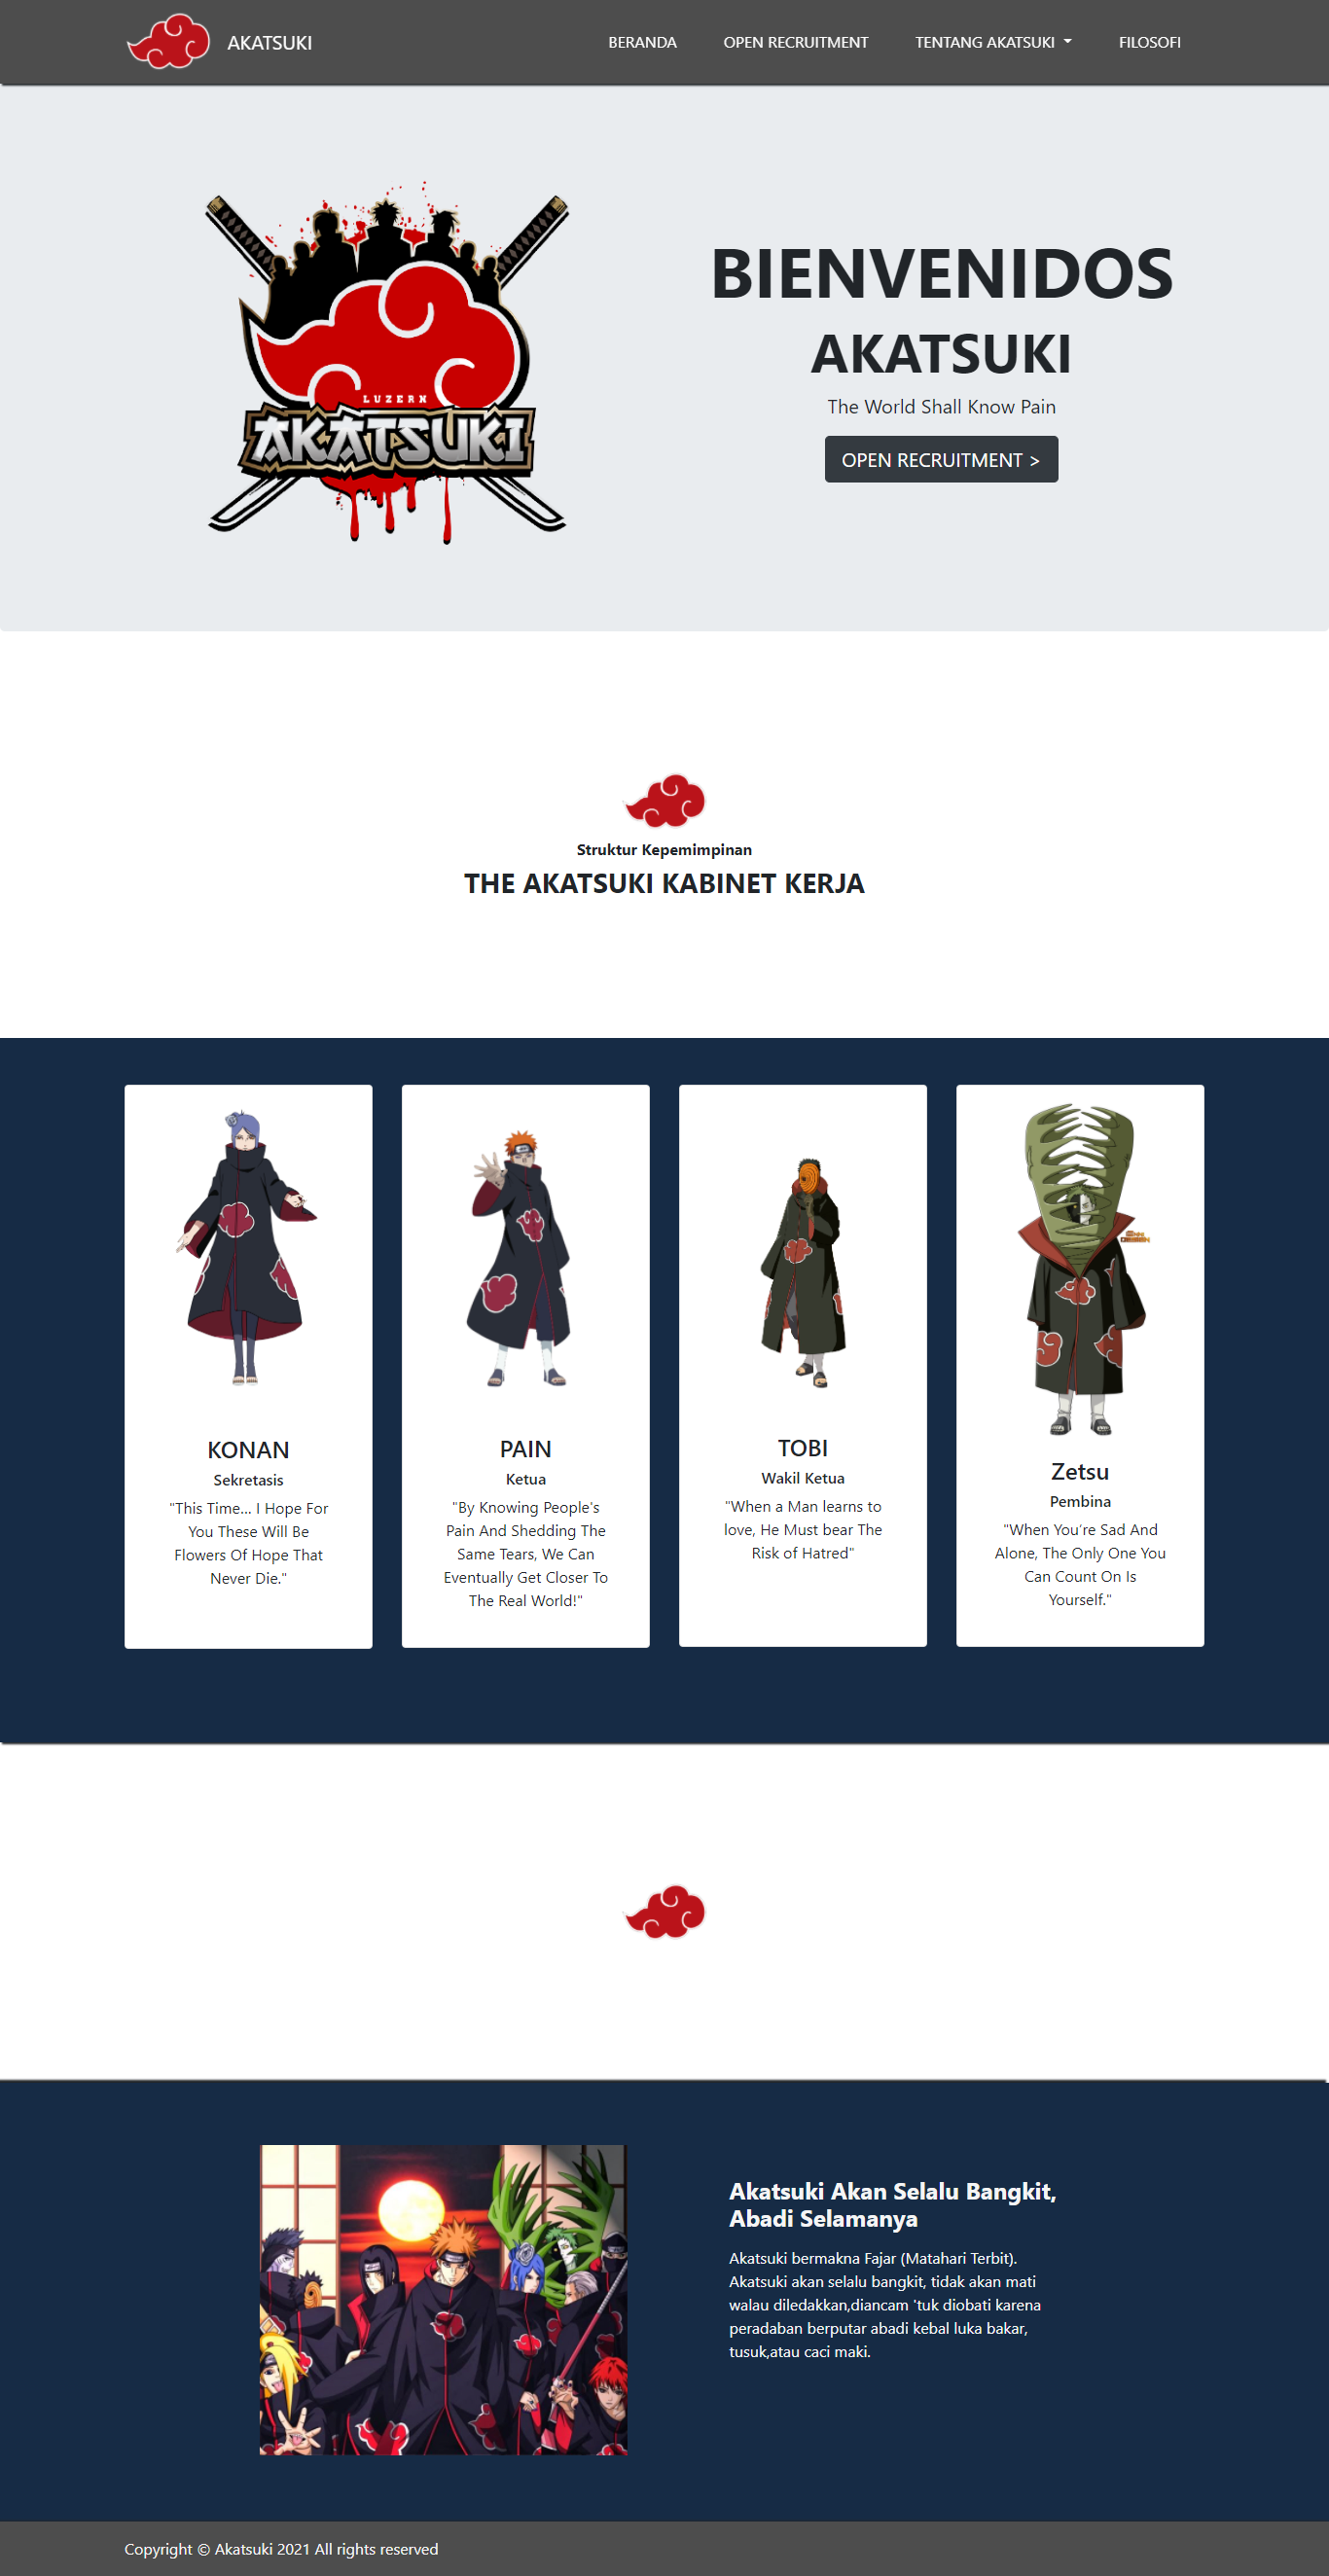 AKATSUKI
BERANDA
OPEN RECRUITMENT
TENTANG AKATSUKI
FILOSOFI
LUZERN
AKATSUKI
BIENVENIDOS
AKATSUKI
The World Shall Know Pain
OPEN RECRUITMENT >
Struktur Kepemimpinan
THE AKATSUKI KABINET KERJA
KONAN
Sekretasis
"This Time... I Hope For
You These Will Be
Flowers Of Hope That
Never Die."
PAIN
Ketua
"By Knowing People's
Pain And Shedding The
Same Tears, We Can
Eventually Get Closer To
The Real World!"
TOBI
Wakil Ketua
"When a Man learns to
love, He Must bear The
Risk of Hatred"
Zetsu
Pembina
"When You're Sad And
Alone, The Only One You
Can Count On Is
Yourself."
Akatsuki Akan Selalu Bangkit,
Abadi Selamanya
Akatsuki bermakna Fajar (Matahari Terbit).
Akatsuki akan selalu bangkit, tidak akan mati
walau diledakkan,diancam 'tuk diobati karena
peradaban berputar abadi kebal luka bakar,
tusuk,atau caci maki.
Copyright © Akatsuki 2021 All rights reserved